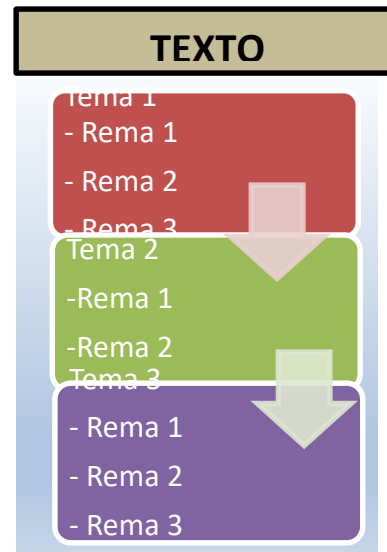 TEXTO
Tema 1
- Rema 1
- Rema 2
- Rema 3
Tema 2
-Rema 1
-Rema 2
Tema 3
- Rema 1
- Rema 2
- Rema 3